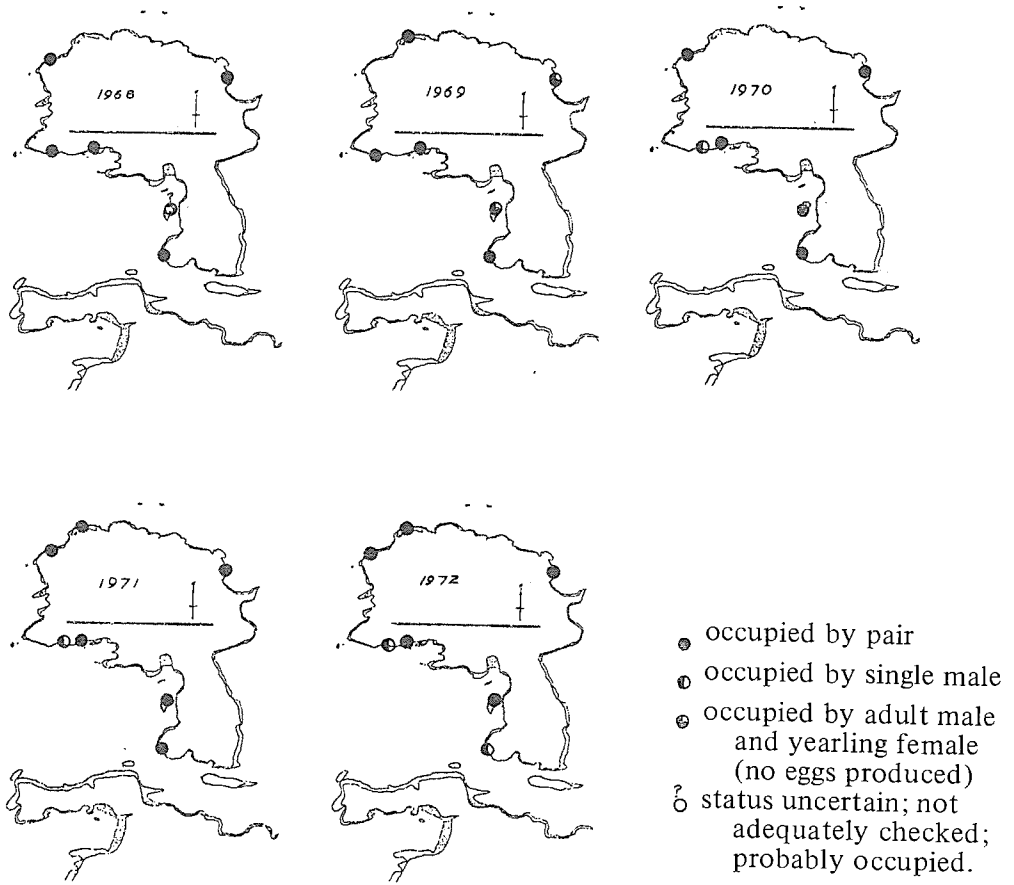 1968
1969
1970
1971
1972
occupied by pair
occupied by single male
occupied by adult male
and yearling female
(no eggs produced)
?
status uncertain; not
adequately checked;
probably occupied.